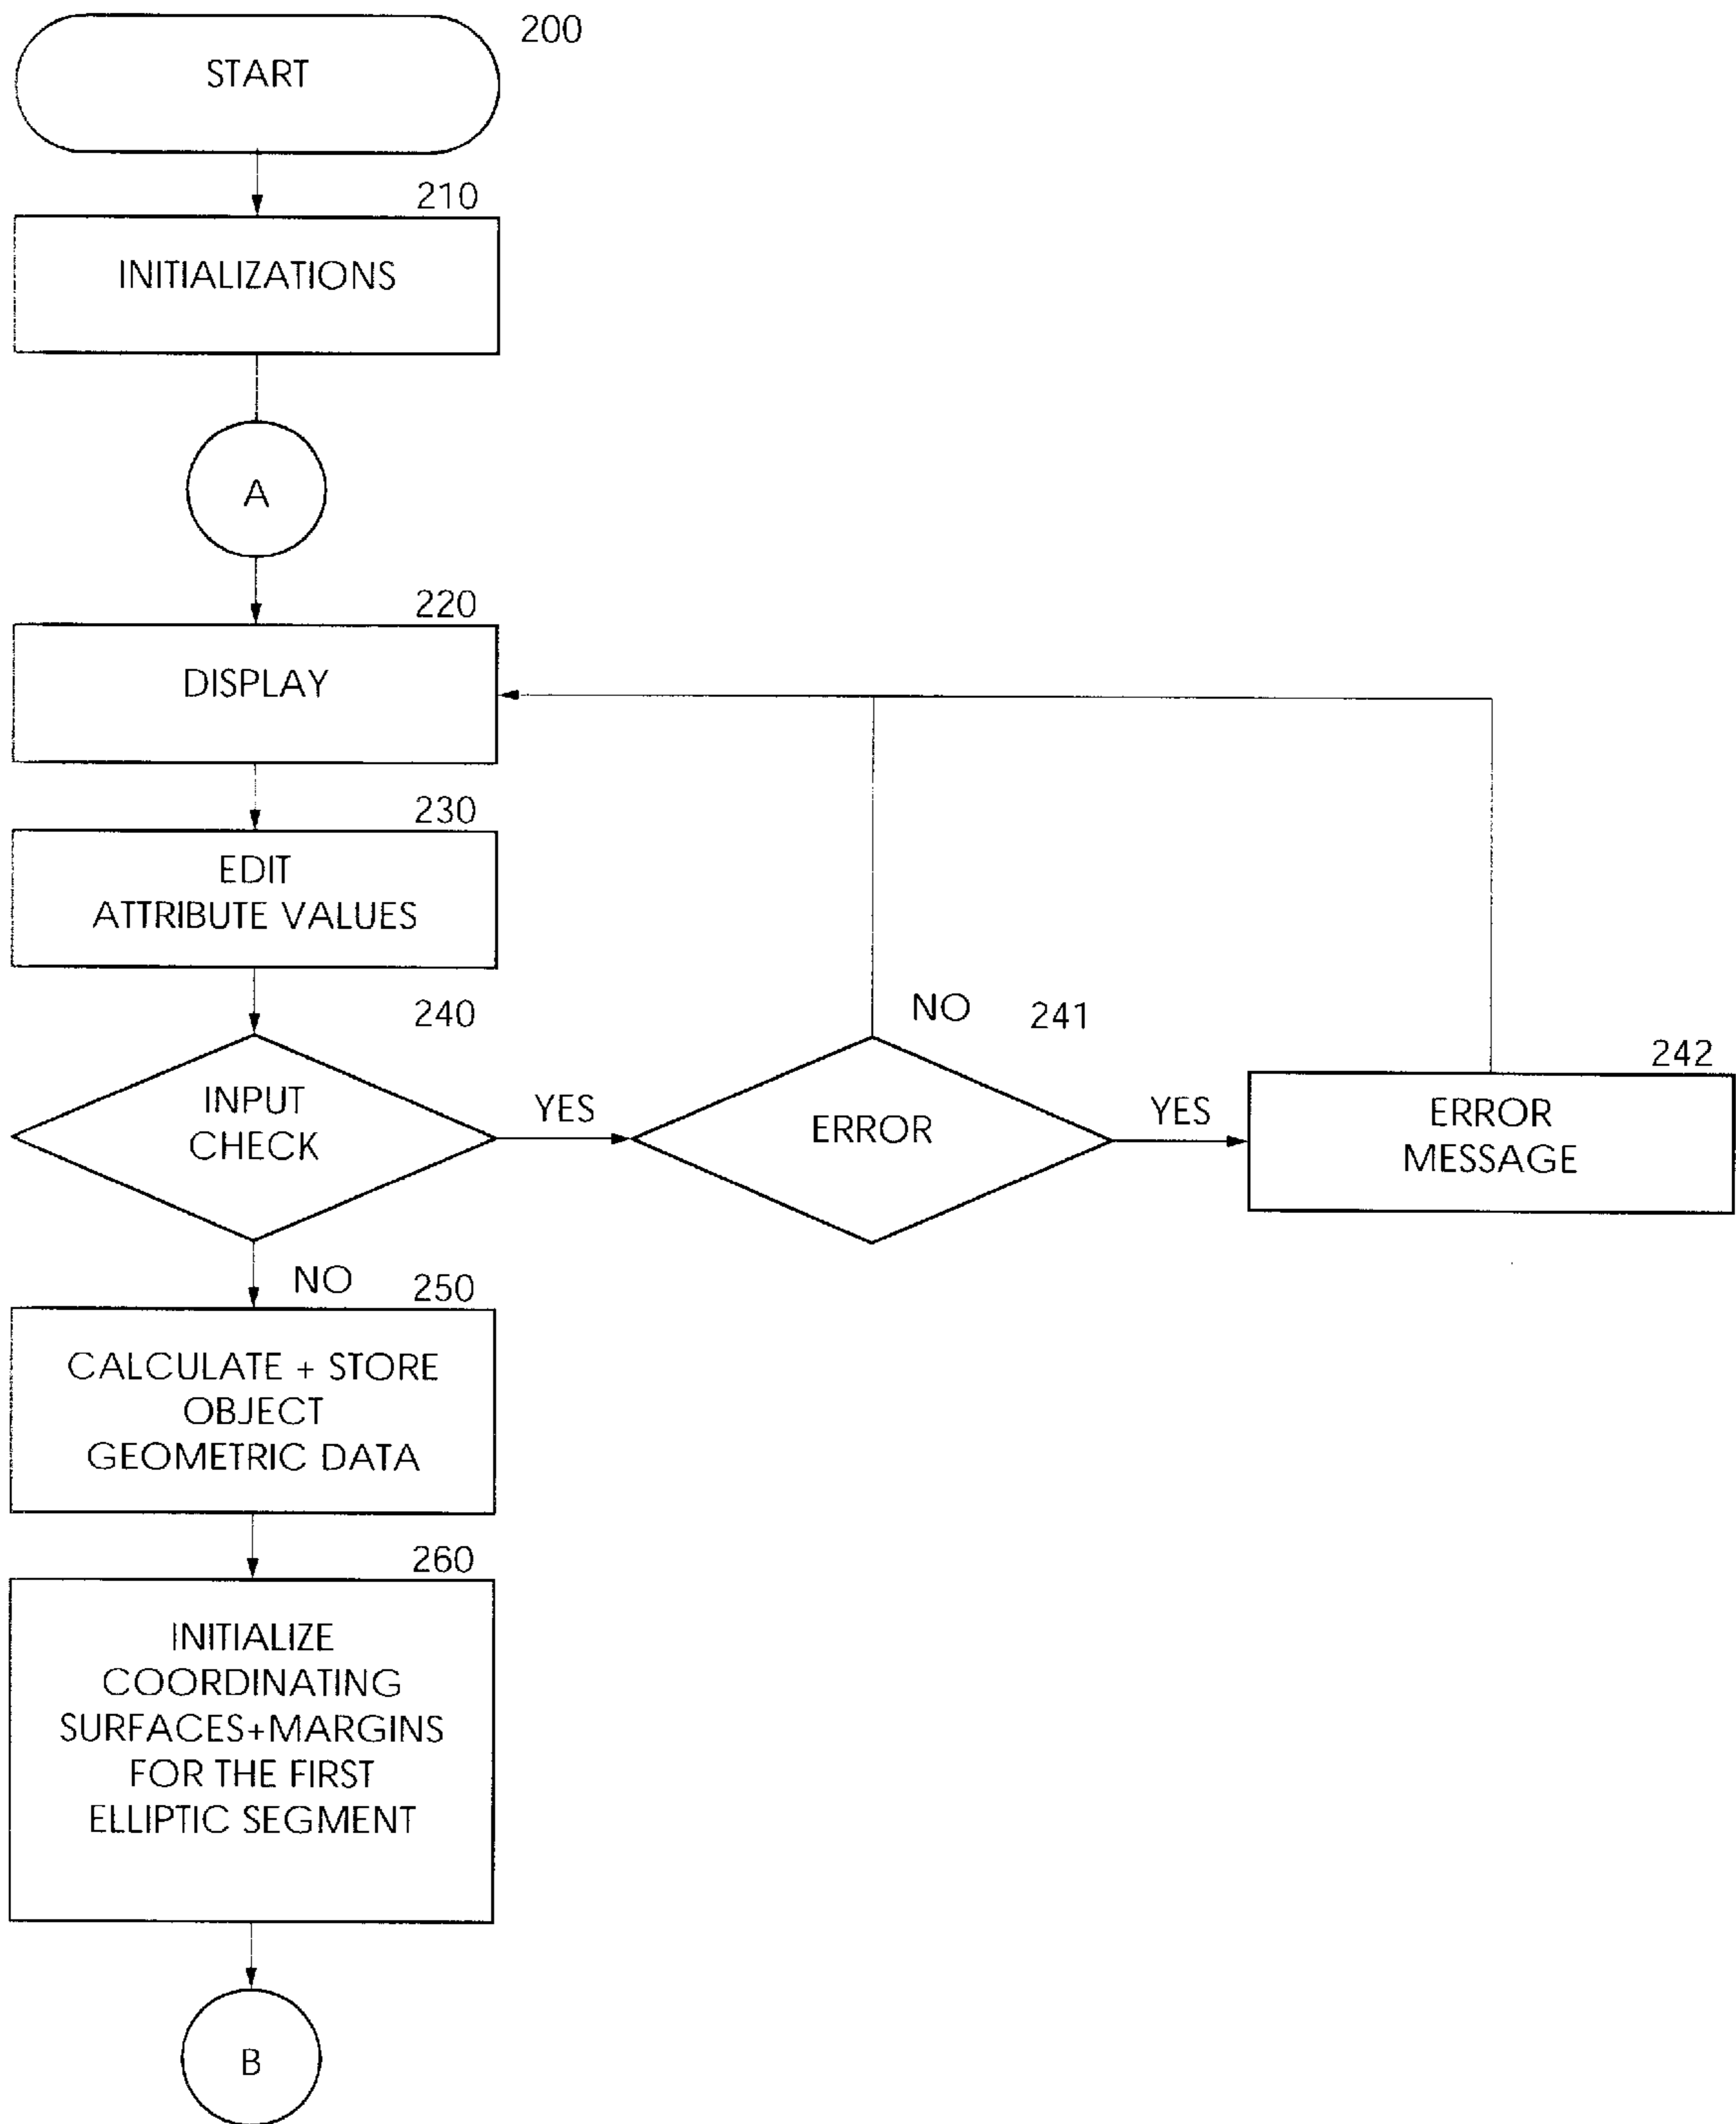 200
START
210
INITIALIZATIONS
A
220
DISPLAY
230
EDIT
ATTRIBUTE VALUES
240
INPUT
CHECK
YES
NO
241
ERROR
YES
242
ERROR
MESSAGE
NO
250
CALCULATE + STORE
OBJECT
GEOMETRIC DATA
260
INITIALIZE
COORDINATING
SURFACES+MARGINS
FOR THE FIRST
ELLIPTIC SEGMENT
B